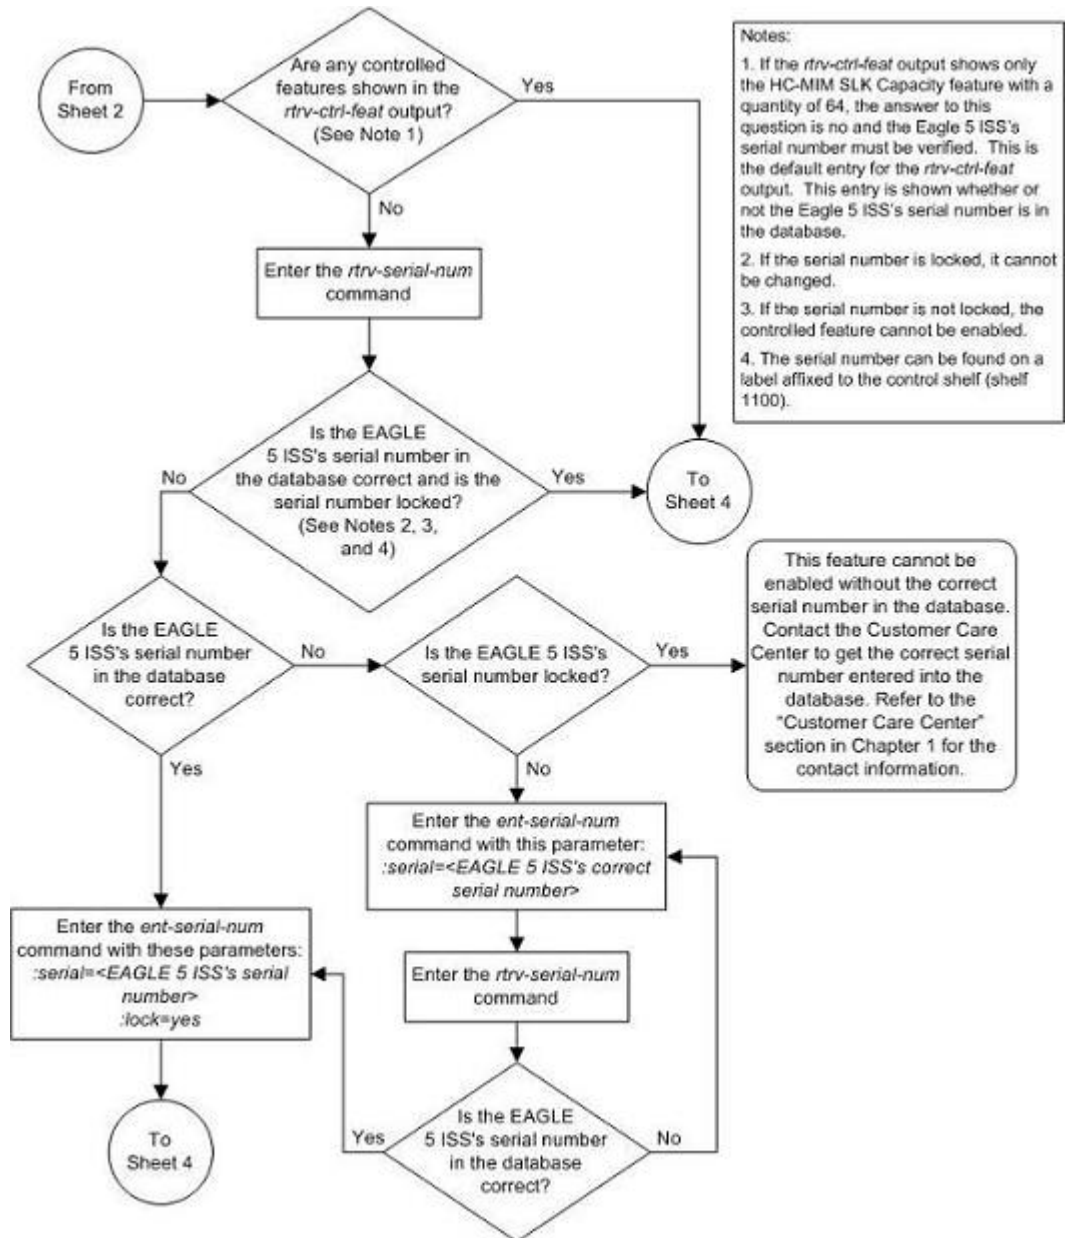 From
Sheet 2
Are any controlled
features shown in the
rtrv-ctrl-feat output?
(See Note 1)
Yes
No
Notes:
1. If the rtrv-ctrl-feat output shows only
the HC-MIM SLK Capacity feature with a
quantity of 64, the answer to this
question is no and the Eagle 5 ISS's
serial number must be verified. This is
the default entry for the rtrv-ctrl-feat
output. This entry is shown whether or
not the Eagle 5 ISS's serial number is in
the database.
2. If the serial number is locked, it cannot
be changed.
3. If the serial number is not locked, the
controlled feature cannot be enabled.
4. The serial number can be found on a
label affixed to the control shelf (shelf
1100).
Enter the rtrv-serial-num
command
Is the EAGLE
5 ISS's serial number in
the database correct and is the
serial number locked?
(See Notes 2, 3,
and 4)
No
Yes
To
Sheet 4
Is the EAGLE
5 ISS's serial number
in the database
correct?
No
Yes
Is the EAGLE 5 ISS's
serial number locked?
Yes
No
This feature cannot be
enabled without the correct
serial number in the database.
Contact the Customer Care
Center to get the correct serial
number entered into the
database. Refer to the
“Customer Care Center”
section in Chapter 1 for the
contact information.
Enter the ent-serial-num
command with this parameter:
:serial=<EAGLE 5 ISS's correct
serial number>
Enter the rtrv-serial-num
command
Is the EAGLE
5 ISS's serial number
in the database
correct?
Yes
No
Enter the ent-serial-num
command with these parameters:
:serial=<EAGLE 5 ISS's serial
number>
:lock=yes
To
Sheet 4